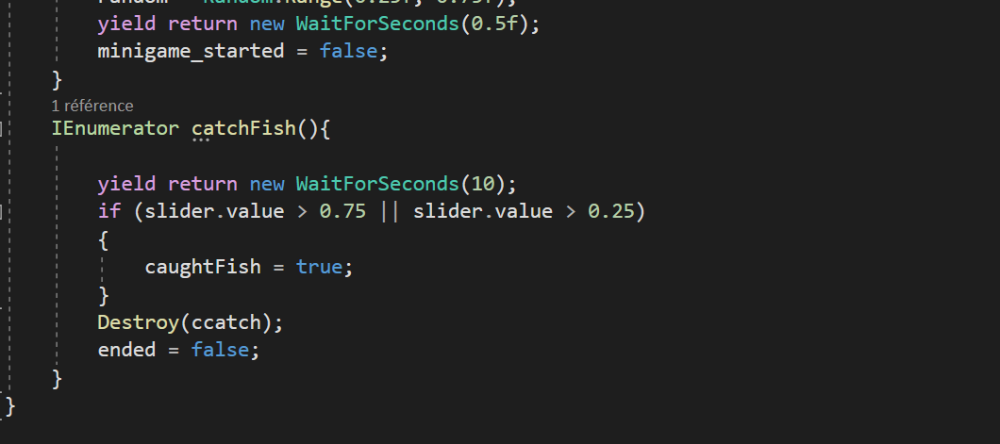 yield return new WaitForSeconds(0.5f);
minigame_started = false;
}
1 référence
IEnumerator catchFish(){
yield return new WaitForSeconds(10);
if (slider.value > 0.75 || slider.value > 0.25)
{
caughtFish = true;
}
Destroy(ccatch);
ended = false;
}
}